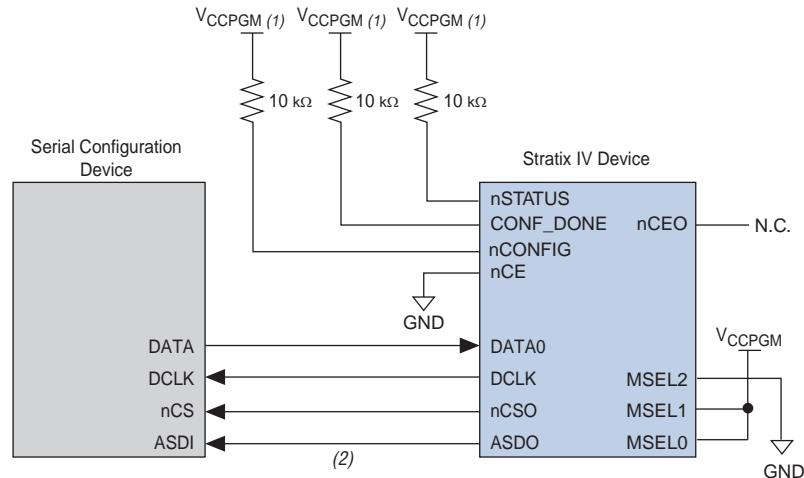 VCCPGM (1) VCCPGM (1) VCCPGM (1)
10 kΩ 10 kΩ 10 kΩ
Serial Configuration
Device
Stratix IV Device
nSTATUS
CONF_DONE nCEO N.C.
nCONFIG
nCE
GND
VCCPGM
DATA DATA0
DCLK DCLK MSEL2
nCS nCSO MSEL1
ASDI ASDO MSEL0
(2)
GND